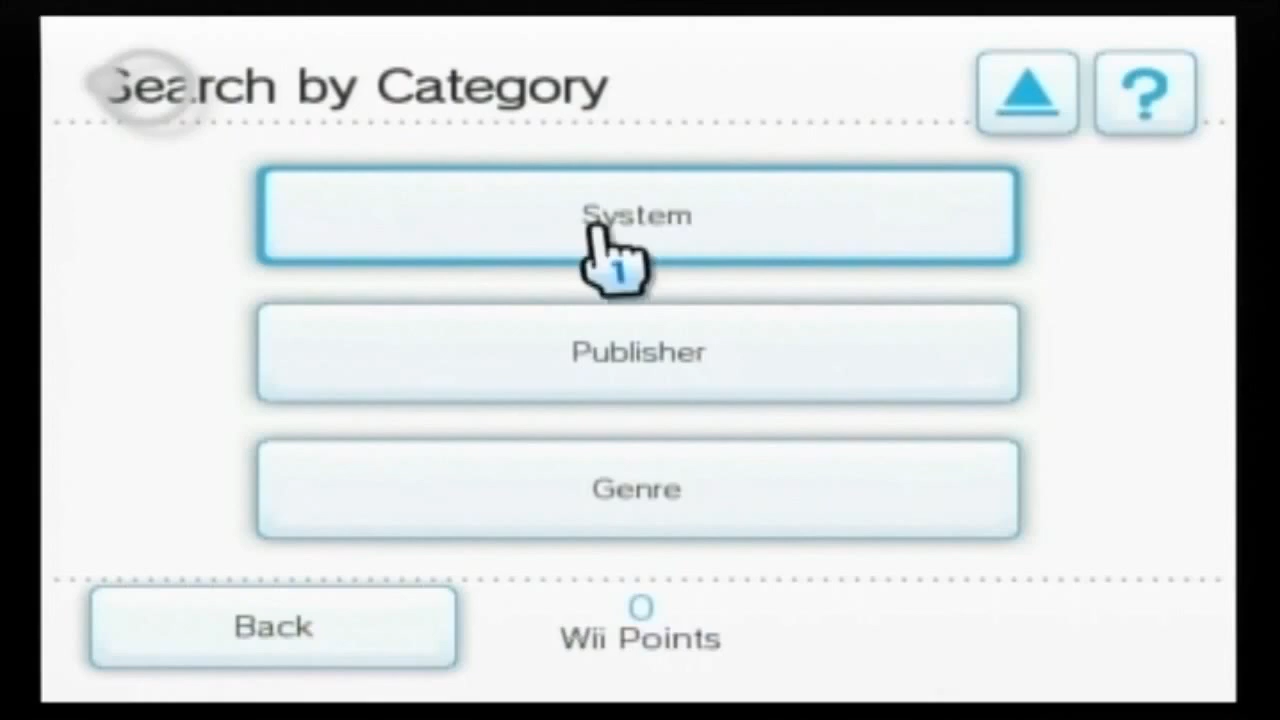 Search by Category
?
System
1
Publisher
Genre
Back
0
Wii Points